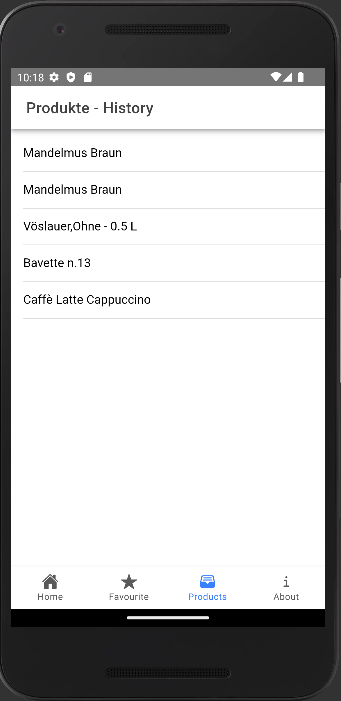 10:18
Produkte - History
Mandelmus Braun
Mandelmus Braun
Vöslauer,Ohne - 0.5 L
Bavette n.13
Caffè Latte Cappuccino
Home Favourite Products About